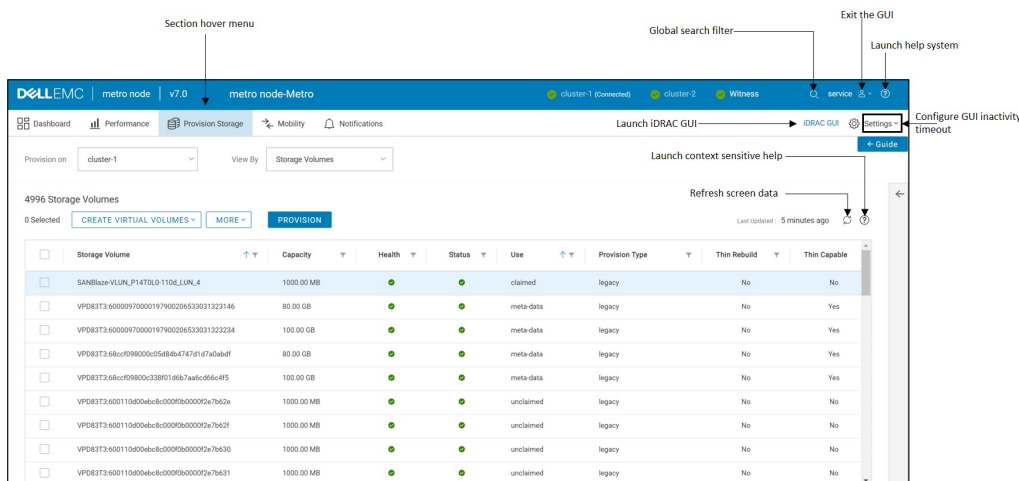 Exit the GUI
Section hover menu
Global search filter
Launch help system
DELLEMC | metro node | v7.0 metro node-Metro cluster-1 (Connected) cluster-2 Witness service
Dashboard Performance Provision Storage Mobility Notifications Launch iDRAC GUI iDRAC GUI Settings Configure GUI inactivity
timeout
Guide
Provision on cluster-1 View By Storage Volumes Launch context sensitive help
Refresh screen data
4996 Storage Volumes
0 Selected CREATE VIRTUAL VOLUMES MORE PROVISION Last Updated : 5 minutes ago
Storage Volume Capacity Health Status Use Provision Type Thin Rebuild Thin Capable
SANBlaze-VLUN_P14T0L0-110d_LUN_4 1000.00 MB claimed legacy No No
VPD83T3:60000970000197900206533031323146 80.00 GB meta-data legacy No Yes
VPD83T3:60000970000197900206533031323234 100.00 GB meta-data legacy No Yes
VPD83T3:68ccf098000c05d84b4747d1d7a0abdf 80.00 GB meta-data legacy No Yes
VPD83T3:68ccf09800c338f01d6b7aa6cd66c4f5 100.00 GB meta-data legacy No Yes
VPD83T3:600110d00ebc8c000f0b0000f2e7b62e 1000.00 MB unclaimed legacy No No
VPD83T3:600110d00ebc8c000f0b0000f2e7b62f 1000.00 MB unclaimed legacy No No
VPD83T3:600110d00ebc8c000f0b0000f2e7b630 1000.00 MB unclaimed legacy No No
VPD83T3:600110d00ebc8c000f0b0000f2e7b631 1000.00 MB unclaimed legacy No No